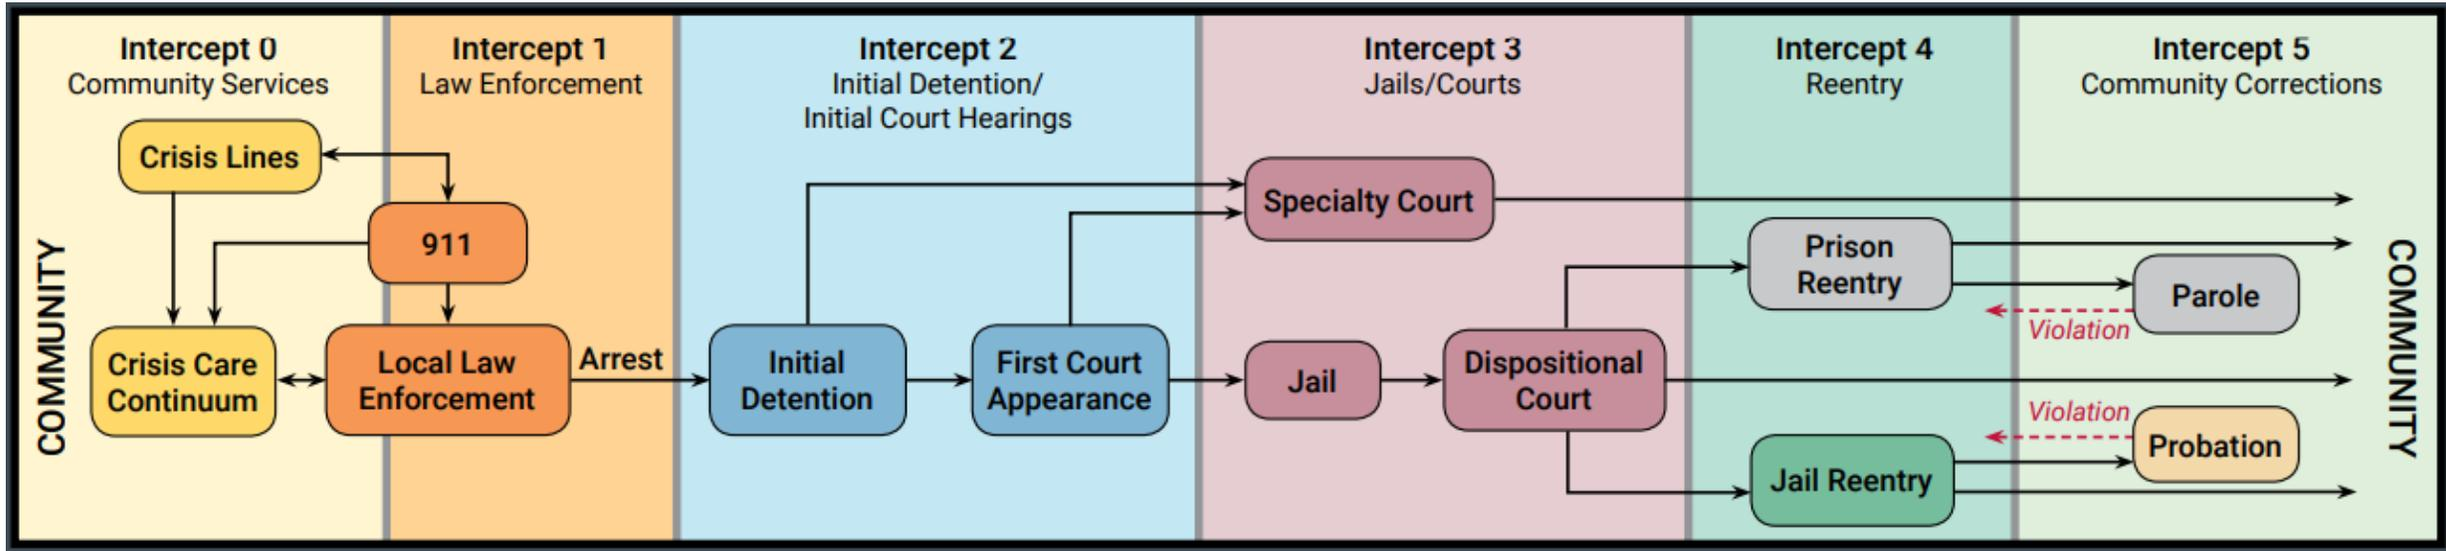 Intercept 0
Community Services
Intercept 1
Law Enforcement
Intercept 2
Initial Detention/
Initial Court Hearings
Intercept 3
Jails/Courts
Intercept 4
Reentry
Intercept 5
Community Corrections
COMMUNITY
Crisis Lines
911
Crisis Care
Continuum
Local Law
Enforcement
Arrest
Initial
Detention
First Court
Appearance
Specialty Court
Jail
Dispositional
Court
Prison
Reentry
Parole
Violation
Violation
Probation
Jail Reentry
COMMUNITY